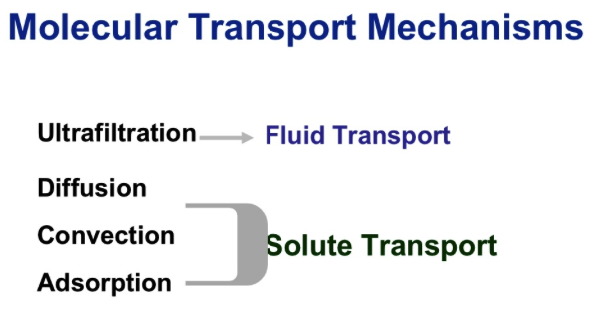 Molecular Transport Mechanisms
Ultrafiltration
Fluid Transport
Diffusion
Convection
Solute Transport
Adsorption